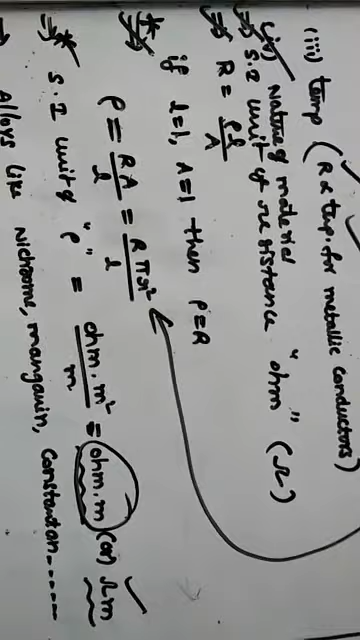 (iii) temp (R α temp. for metallic conductors)
(iv) Nature of material
⇒ S.I unit of resistance "ohm" (Ω)
⇒ R = ρl/A
if l=1, A=1 then ρ=R
ρ = RA/l = Rπr²/l
S.I unit of "ρ" = ohm.m²/m = ohm.m (or) Ωm
→ Alloys like Nichrome, manganin, Constantan-----